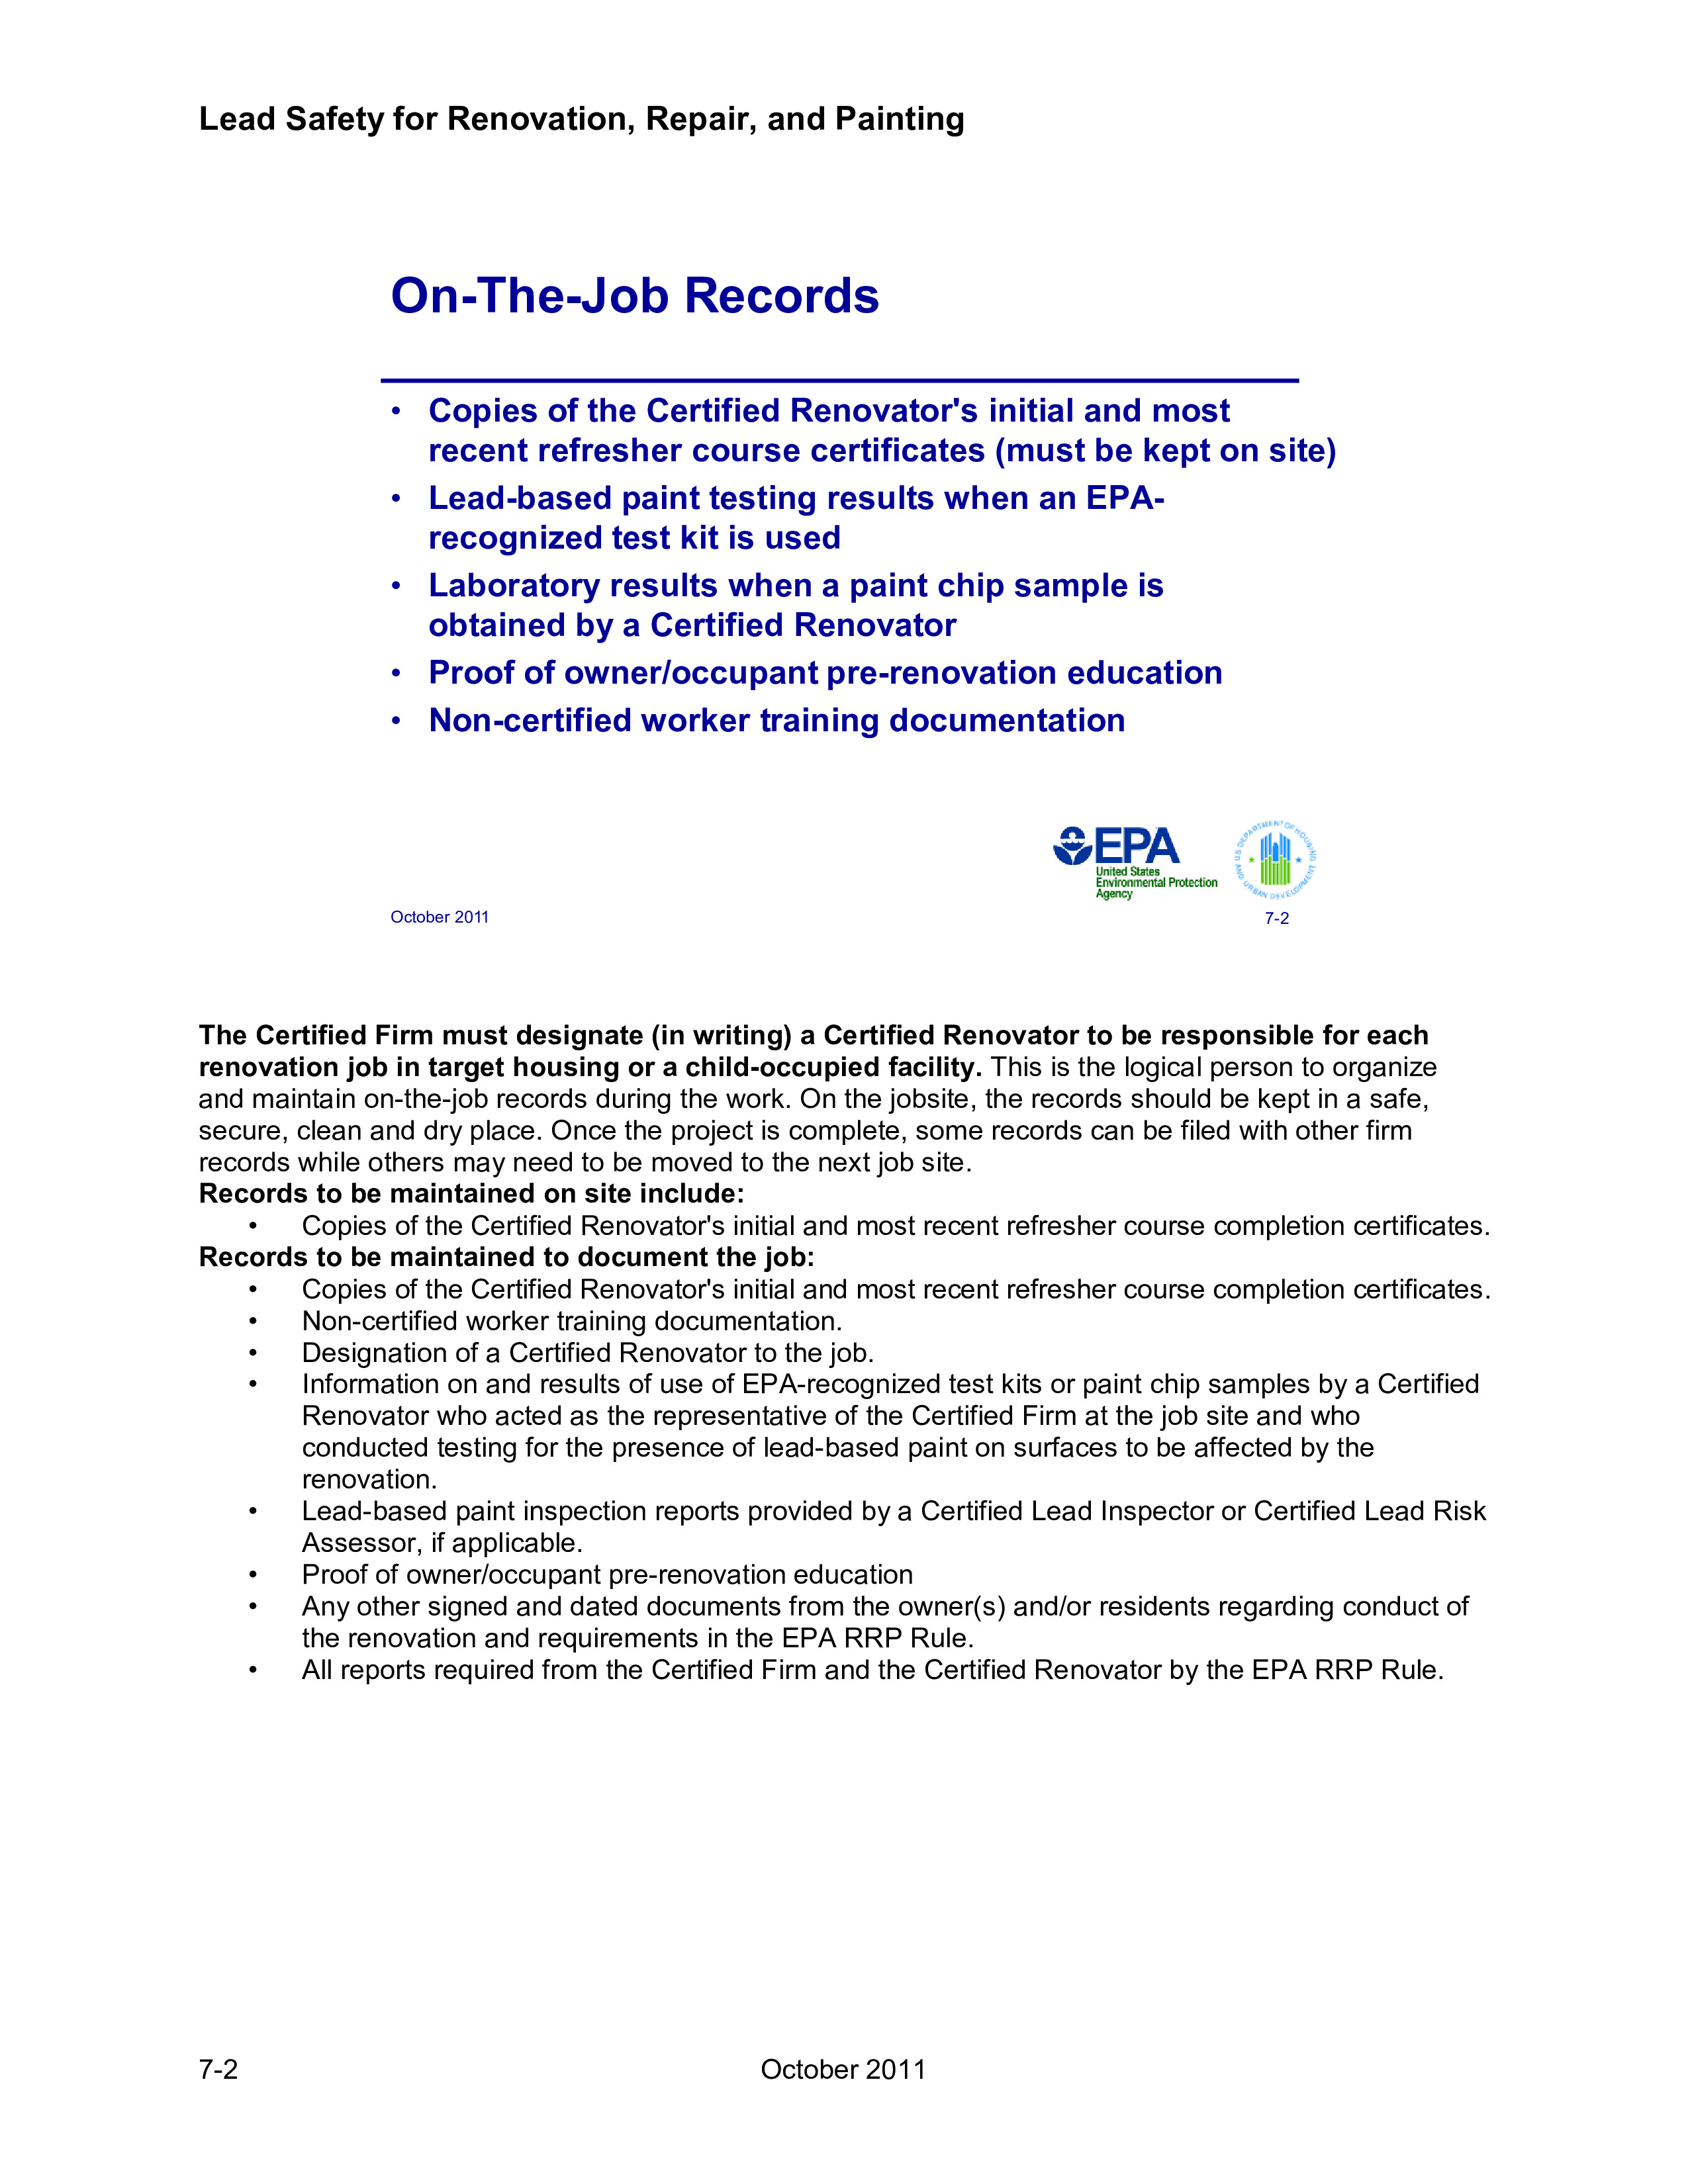 Lead Safety for Renovation, Repair, and Painting
On-The-Job Records
• Copies of the Certified Renovator's initial and most
recent refresher course certificates (must be kept on site)
• Lead-based paint testing results when an EPA-
recognized test kit is used
• Laboratory results when a paint chip sample is
obtained by a Certified Renovator
• Proof of owner/occupant pre-renovation education
• Non-certified worker training documentation
EPA
United States
Environmental Protection
Agency
U.S. DEPARTMENT OF HOUSING AND URBAN DEVELOPMENT
October 2011
7-2
The Certified Firm must designate (in writing) a Certified Renovator to be responsible for each
renovation job in target housing or a child-occupied facility. This is the logical person to organize
and maintain on-the-job records during the work. On the jobsite, the records should be kept in a safe,
secure, clean and dry place. Once the project is complete, some records can be filed with other firm
records while others may need to be moved to the next job site.
Records to be maintained on site include:
• Copies of the Certified Renovator's initial and most recent refresher course completion certificates.
Records to be maintained to document the job:
• Copies of the Certified Renovator's initial and most recent refresher course completion certificates.
• Non-certified worker training documentation.
• Designation of a Certified Renovator to the job.
• Information on and results of use of EPA-recognized test kits or paint chip samples by a Certified
Renovator who acted as the representative of the Certified Firm at the job site and who
conducted testing for the presence of lead-based paint on surfaces to be affected by the
renovation.
• Lead-based paint inspection reports provided by a Certified Lead Inspector or Certified Lead Risk
Assessor, if applicable.
• Proof of owner/occupant pre-renovation education
• Any other signed and dated documents from the owner(s) and/or residents regarding conduct of
the renovation and requirements in the EPA RRP Rule.
• All reports required from the Certified Firm and the Certified Renovator by the EPA RRP Rule.
7-2
October 2011